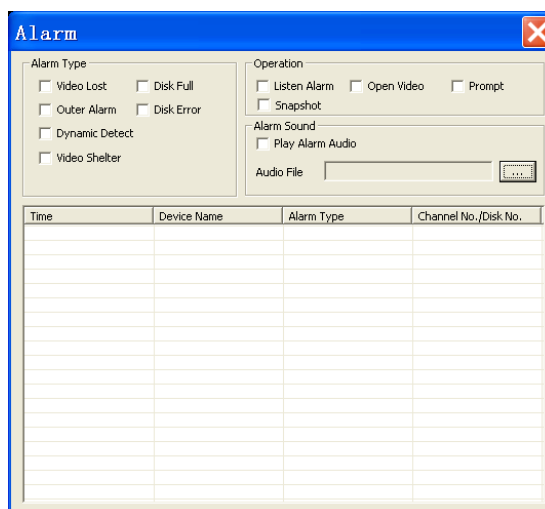 Alarm
Alarm Type
Video Lost Disk Full
Outer Alarm Disk Error
Dynamic Detect
Video Shelter
Operation
Listen Alarm Open Video Prompt
Snapshot
Alarm Sound
Play Alarm Audio
Audio File ...
Time Device Name Alarm Type Channel No./Disk No.